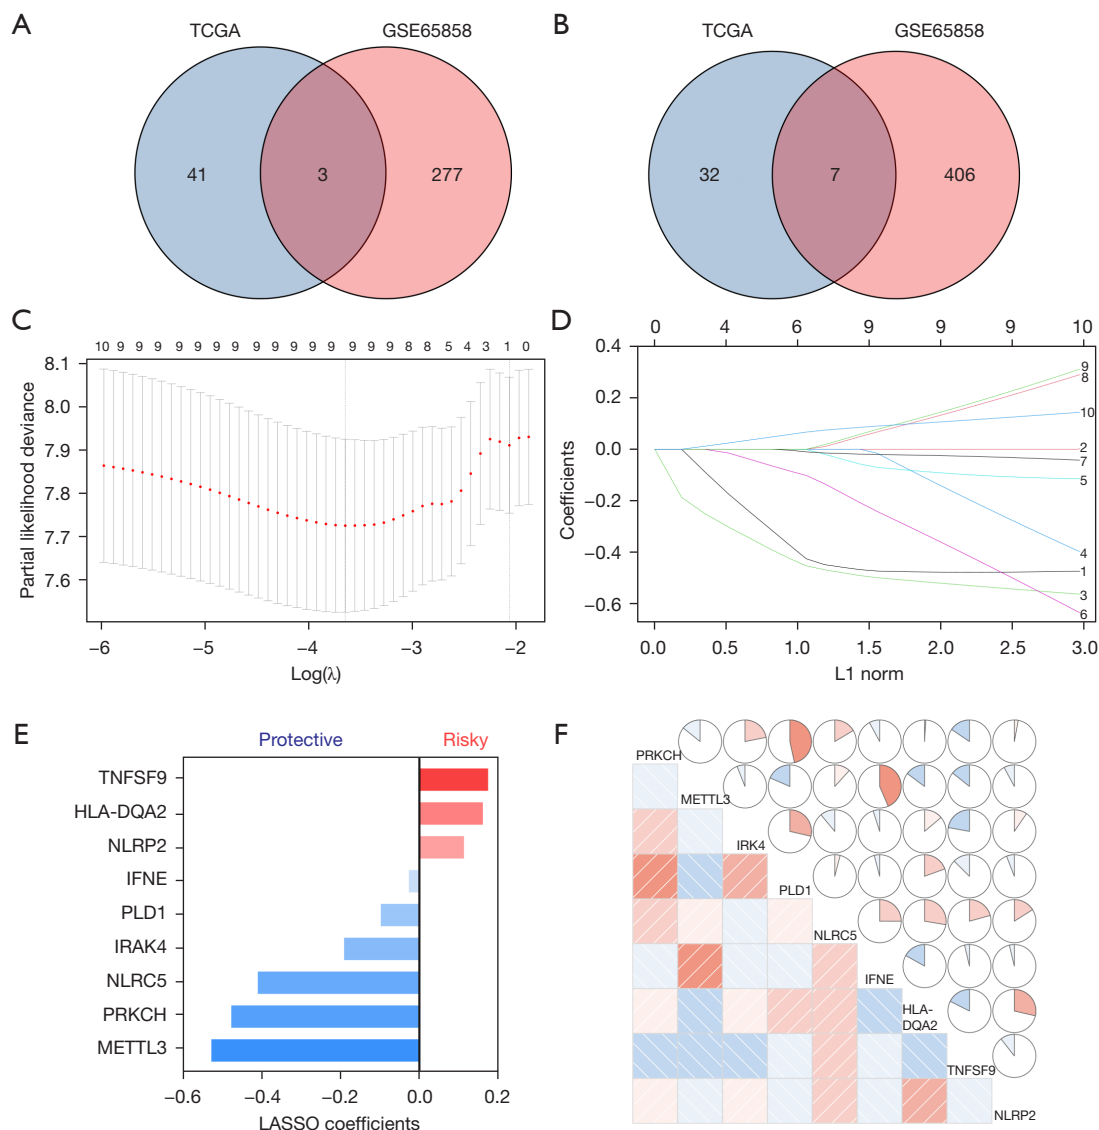 A
TCGA
GSE65858
41
3
277
B
TCGA
GSE65858
32
7
406
C
10 9 9 9 9 9 9 9 9 9 9 9 9 9 9 9 8 8 5 4 3 1 0
8.1
8.0
7.9
7.8
7.7
7.6
Partial likelihood deviance
−6 −5 −4 −3 −2
Log(λ)
D
0 4 6 9 9 9 10
0.4
0.2
0.0
−0.2
−0.4
−0.6
Coefficients
9
8
10
2
7
5
4
1
3
6
0.0 0.5 1.0 1.5 2.0 2.5 3.0
L1 norm
E
Protective
Risky
TNFSF9
HLA-DQA2
NLRP2
IFNE
PLD1
IRAK4
NLRC5
PRKCH
METTL3
−0.6 −0.4 −0.2 0.0 0.2
LASSO coefficients
F
PRKCH
METTL3
IRK4
PLD1
NLRC5
IFNE
HLA-
DQA2
TNFSF9
NLRP2